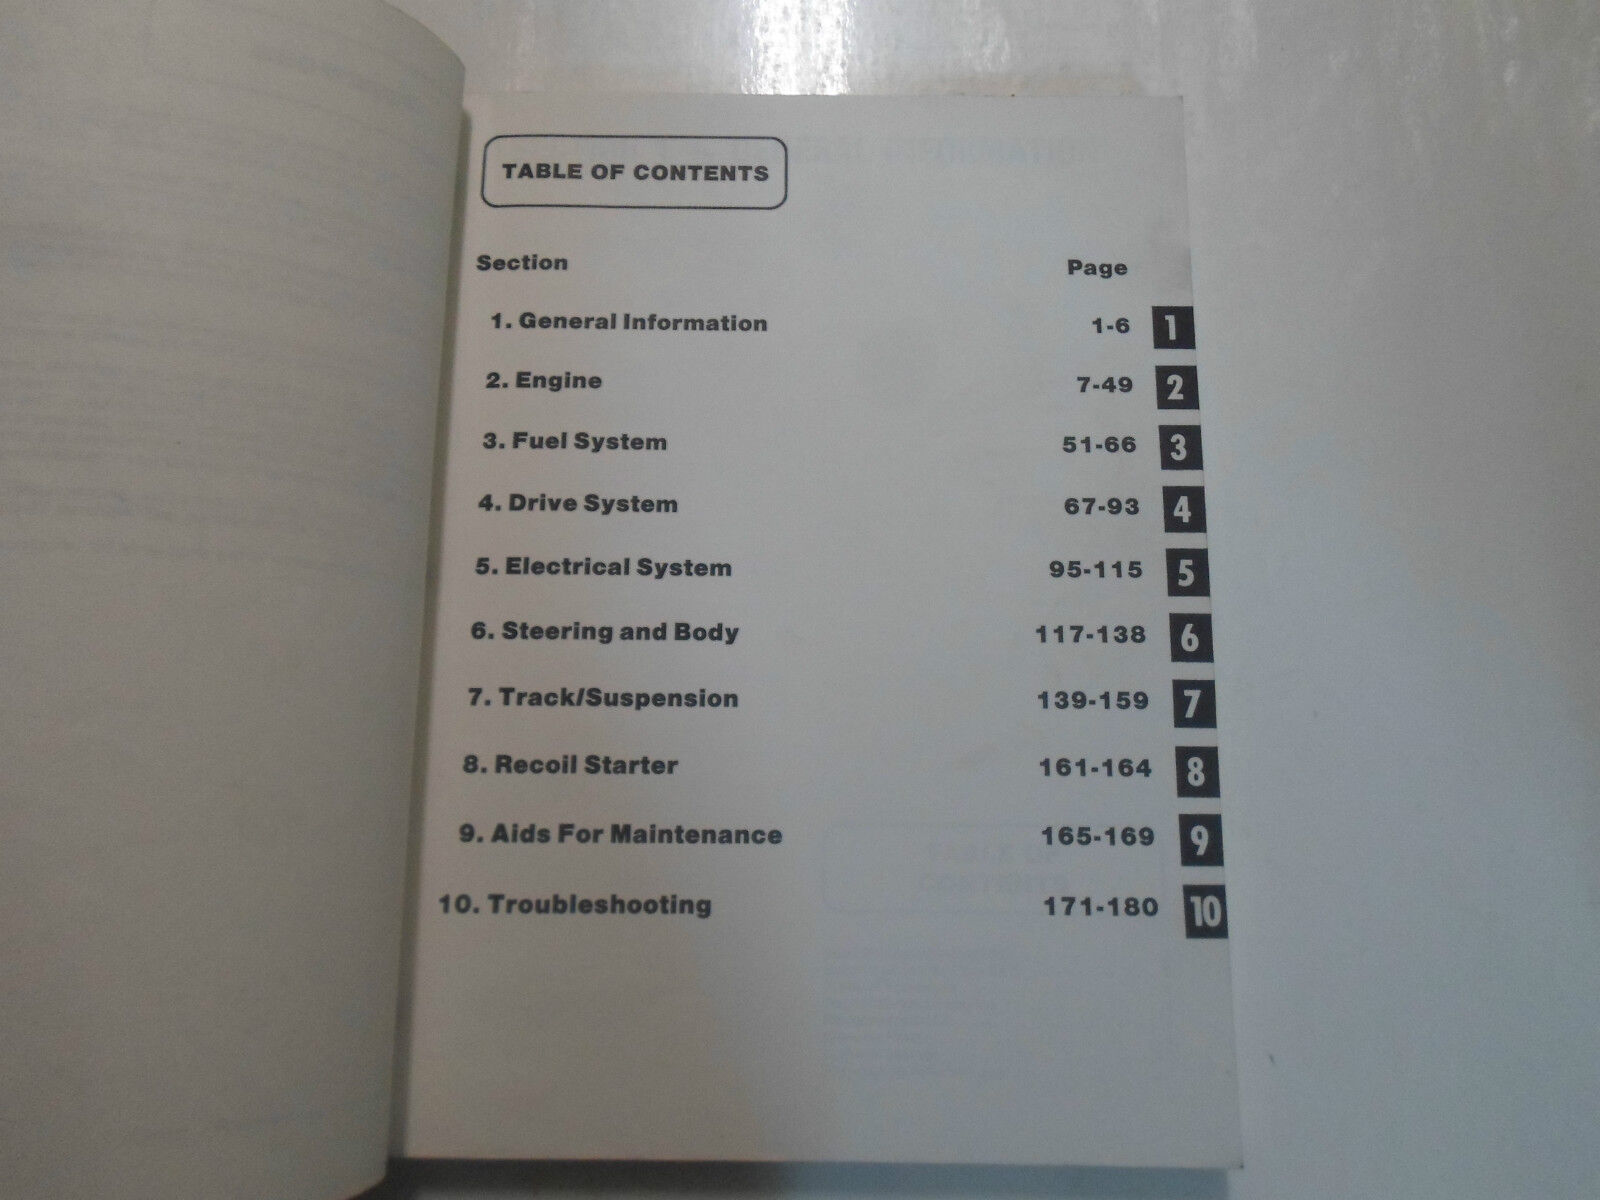 TABLE OF CONTENTS
Section Page
1. General Information 1-6 1
2. Engine 7-49 2
3. Fuel System 51-66 3
4. Drive System 67-93 4
5. Electrical System 95-115 5
6. Steering and Body 117-138 6
7. Track/Suspension 139-159 7
8. Recoil Starter 161-164 8
9. Aids For Maintenance 165-169 9
10. Troubleshooting 171-180 10